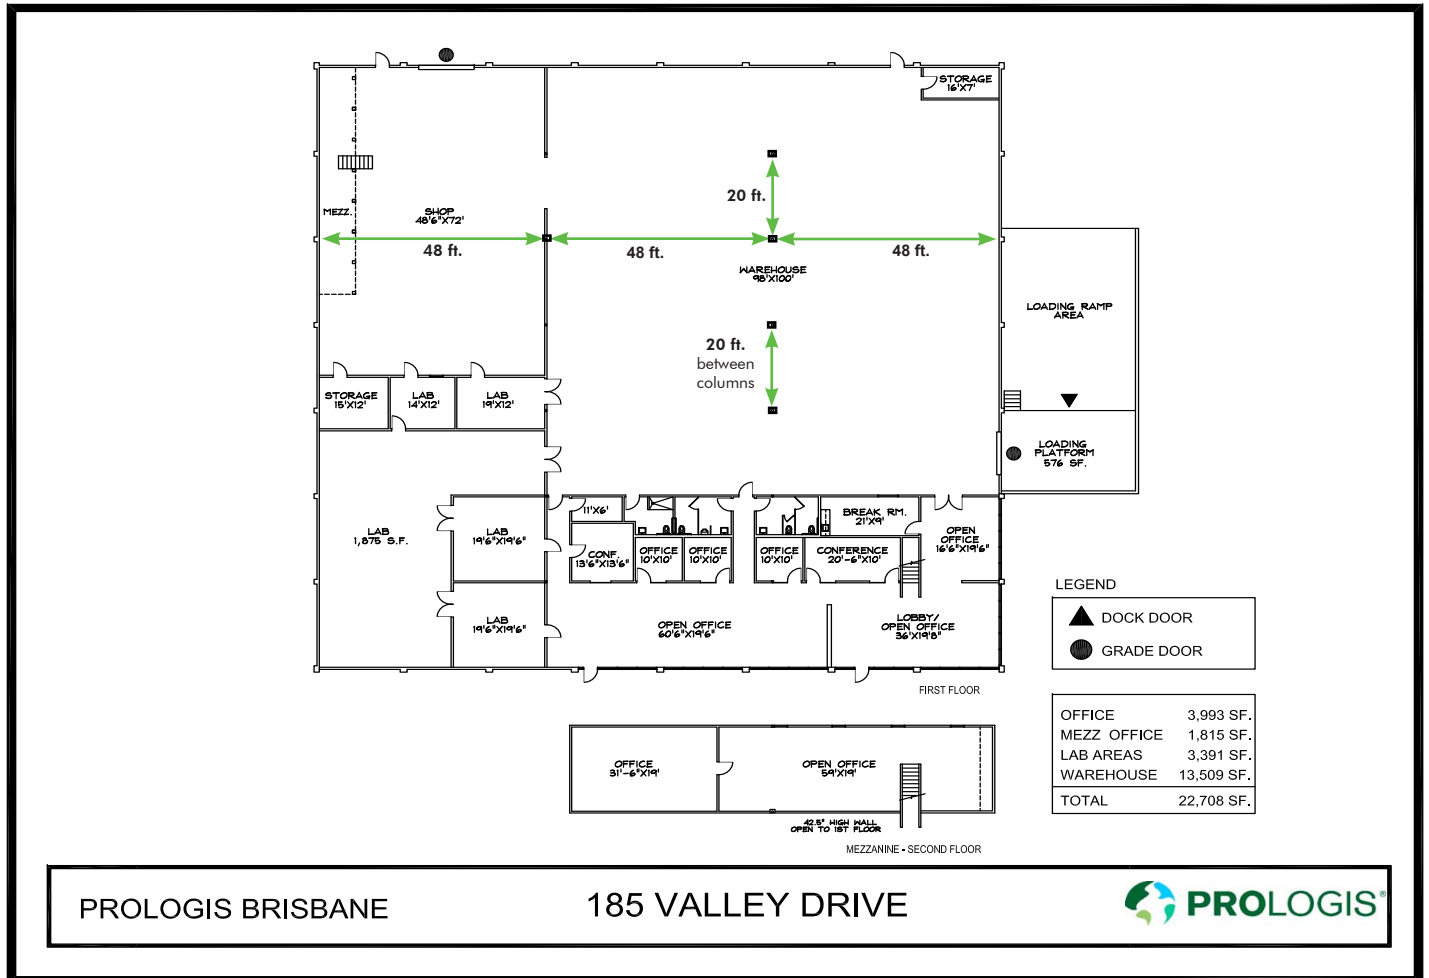 STORAGE
16'X7'
20 ft.
MEZZ.
SHOP
48'6"X72'
48 ft.
48 ft.
48 ft.
WAREHOUSE
98'X100'
LOADING RAMP
AREA
20 ft.
between
columns
STORAGE
15'X12'
LAB
14'X12'
LAB
19'X12'
LOADING
PLATFORM
576 SF.
LAB
1,875 S.F.
LAB
19'6"X19'6"
11'X6'
CONF.
13'6"X13'6"
OFFICE
10'X10'
OFFICE
10'X10'
OFFICE
10'X10'
BREAK RM.
21'X9'
CONFERENCE
20'-6"X10'
OPEN
OFFICE
16'6"X19'6"
LAB
19'6"X19'6"
OPEN OFFICE
60'6"X19'6"
LOBBY/
OPEN OFFICE
36'X19'8"
FIRST FLOOR
LEGEND
DOCK DOOR
GRADE DOOR
OFFICE 3,993 SF.
MEZZ OFFICE 1,815 SF.
LAB AREAS 3,391 SF.
WAREHOUSE 13,509 SF.
TOTAL 22,708 SF.
OFFICE
31'-6"X19'
OPEN OFFICE
59'X19'
42.5" HIGH WALL
OPEN TO 1ST FLOOR
MEZZANINE - SECOND FLOOR
PROLOGIS BRISBANE
185 VALLEY DRIVE
PROLOGIS®